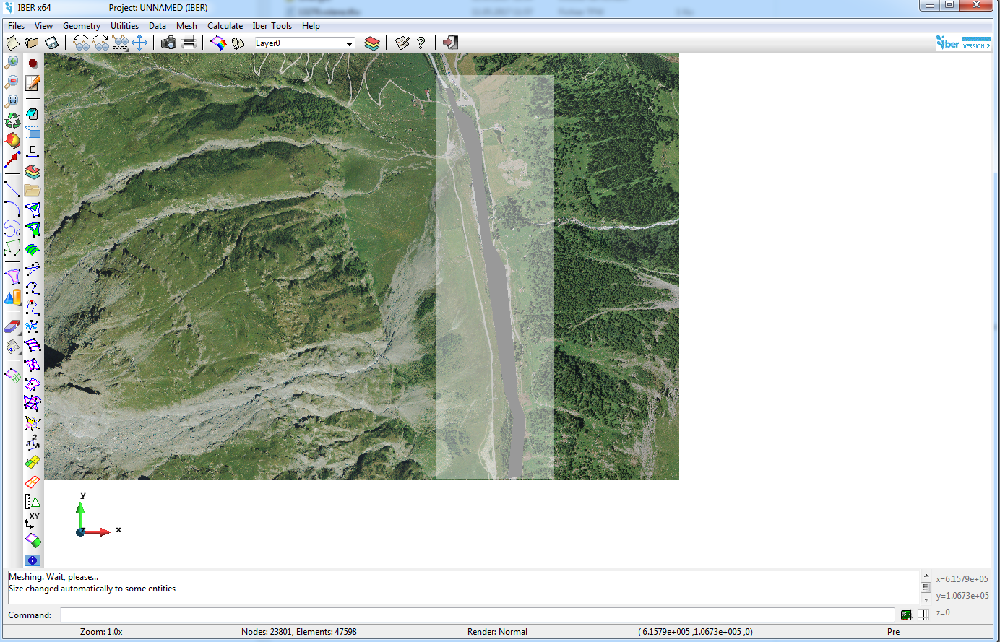 IBER x64 Project: UNNAMED (IBER)
Files View Geometry Utilities Data Mesh Calculate Iber_Tools Help
Layer0
iber VERSION 2
E
2
XY
y
z x
Meshing. Wait, please...
Size changed automatically to some entities
x=6.1579e+05
y=1.0673e+05
z=0
Command:
Zoom: 1.0x Nodes: 23801, Elements: 47598 Render: Normal ( 6.1579e+005 ,1.0673e+005 ,0) Pre